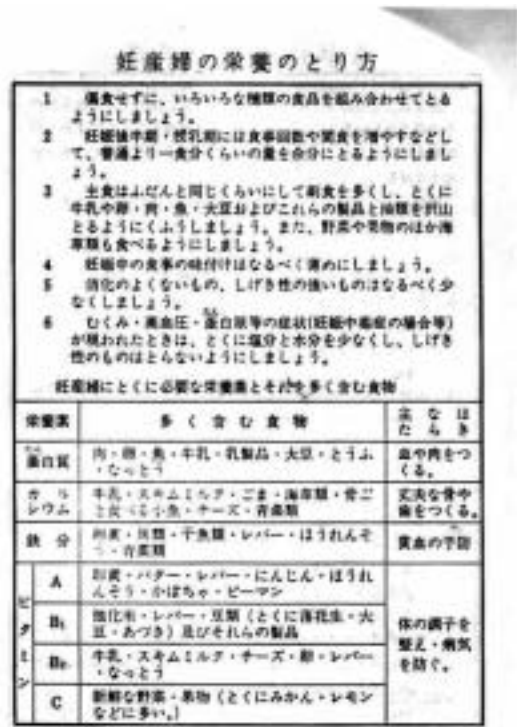 妊産婦の栄養のとり方
1 偏食せずに、いろいろな種類の食品を組み合わせてとる
ようにしましょう。
2 妊娠後半期・授乳期には食事回数や間食を増やすなどし
て、普通より一食分くらいの量を余分にとるようにしまし
ょう。
3 主食はふだんと同じくらいにして副食を多くし、とくに
牛乳や卵・肉・魚・大豆およびこれらの製品と油類を沢山
とるようにくふうしましょう。また、野菜や果物のほか海
草類も食べるようにしましょう。
4 妊娠中の食事の味付けはなるべく薄めにしましょう。
5 消化のよくないもの、しげき性の強いものはなるべく少
なくしましょう。
6 むくみ・高血圧・蛋白尿等の症状(妊娠中毒症の場合等)
が現われたときは、とくに塩分と水分を少なくし、しげき
性のものはとらないようにしましょう。
妊産婦にとくに必要な栄養素とそれを多く含む食物
栄養素 多く含む食物 主なはたらき
蛋白質 肉・卵・魚・牛乳・乳製品・大豆・とうふ
・なっとう 血や肉をつ
くる。
カルシウム 牛乳・スキムミルク・ごま・海草類・骨ご
と食べる小魚・チーズ・青菜類 丈夫な骨や
歯をつくる。
鉄分 卵黄・貝類・干魚類・レバー・ほうれんそ
う・青菜類 貧血の予防
ビタミン
A 卵黄・バター・レバー・にんじん・ほうれ
んそう・かぼちゃ・ピーマン
B₁ 強化米・レバー・豆類(とくに落花生・大
豆・あづき)及びそれらの製品
B₂ 牛乳・スキムミルク・チーズ・卵・レバー
・なっとう
C 新鮮な野菜・果物(とくにみかん・レモン
などに多い。)
体の調子を
整え・病気
を防ぐ。